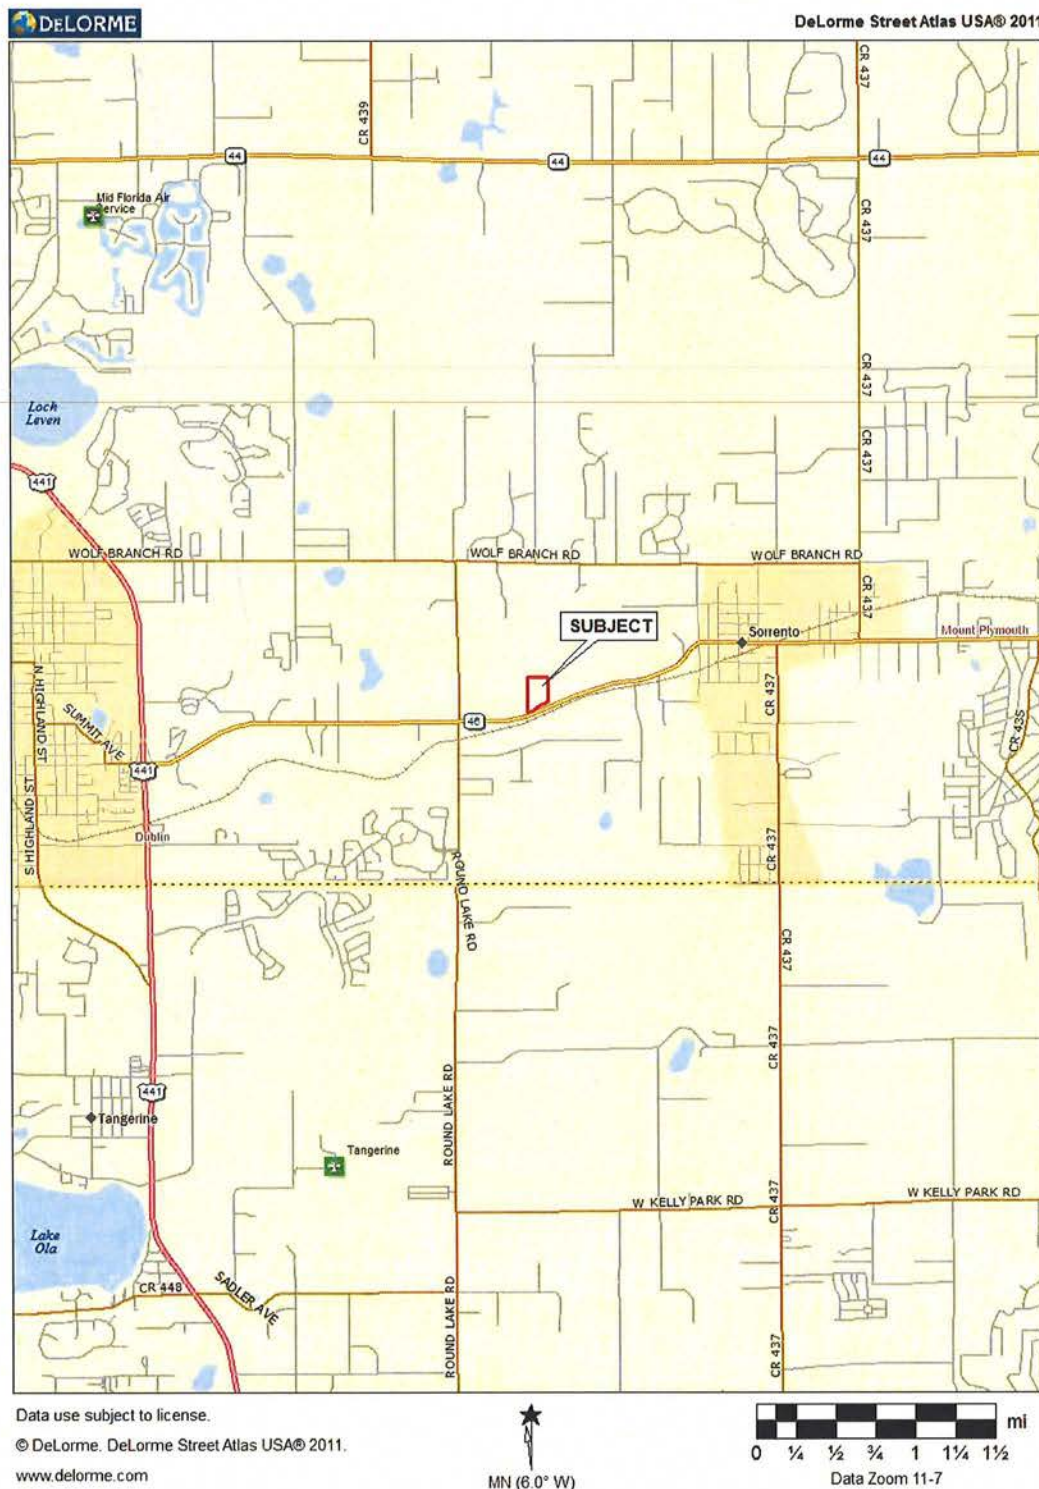 DELORME
DeLorme Street Atlas USA® 2011
CR 437
CR 439
44
44
44
Mid Florida Air
Service
CR 437
CR 437
Loch
Leven
CR 437
441
WOLF BRANCH RD
WOLF BRANCH RD
WOLF BRANCH RD
CR 437
SUBJECT
Sorrento
Mount Plymouth
N HIGHLAND ST
CR 437
SUMMIT AVE
46
CR 435
441
S HIGHLAND ST
Dublin
CR 437
ROUND LAKE RD
CR 437
CR 437
441
ROUND LAKE RD
Tangerine
Tangerine
CR 437
W KELLY PARK RD
W KELLY PARK RD
Lake
Ola
CR 448
SADLER AVE
ROUND LAKE RD
CR 437
Data use subject to license.
© DeLorme. DeLorme Street Atlas USA® 2011.
www.delorme.com
MN (6.0° W)
mi
0 ¼ ½ ¾ 1 1¼ 1½
Data Zoom 11-7